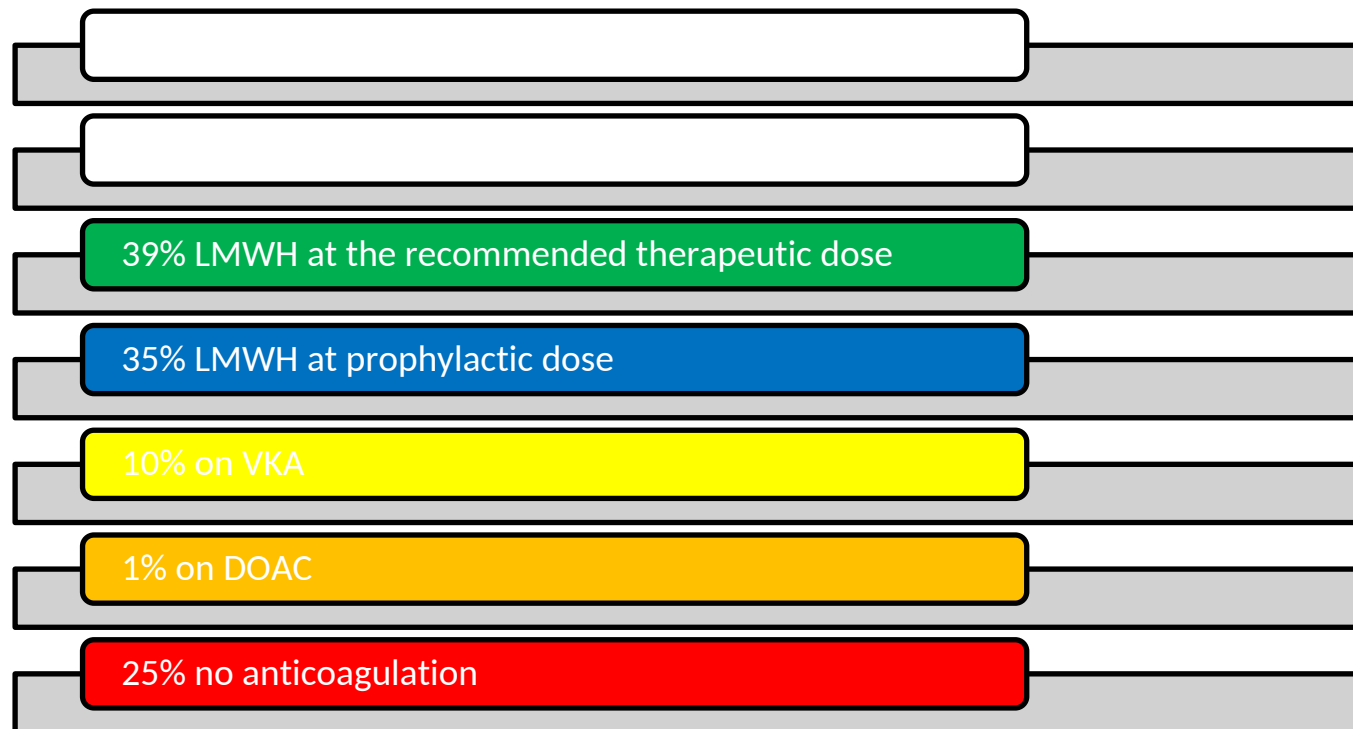 39% LMWH at the recommended therapeutic dose
35% LMWH at prophylactic dose
10% on VKA
1% on DOAC
25% no anticoagulation